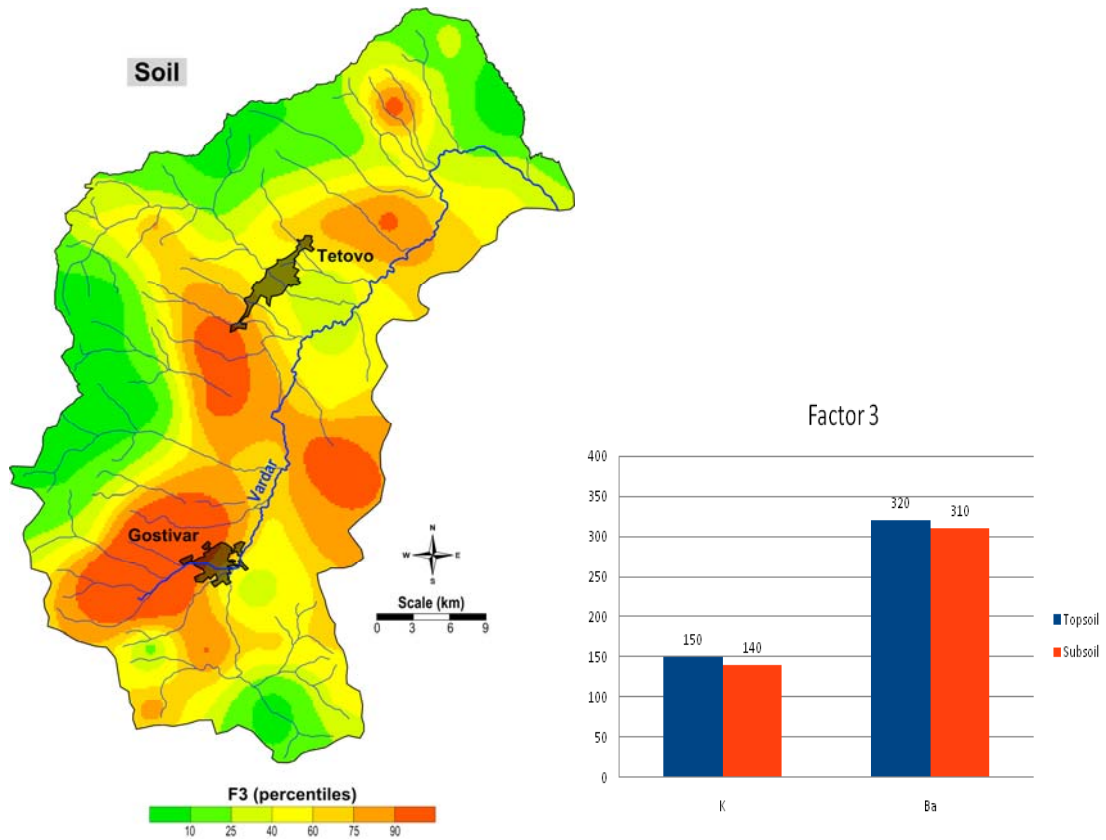 Soil
Tetovo
Vardar
Gostivar
N
W E
S
Scale (km)
0 3 6 9
F3 (percentiles)
10 25 40 60 75 90
Factor 3
400
350
300
250
200
150
100
50
0
150
140
320
310
K
Ba
Topsoil
Subsoil